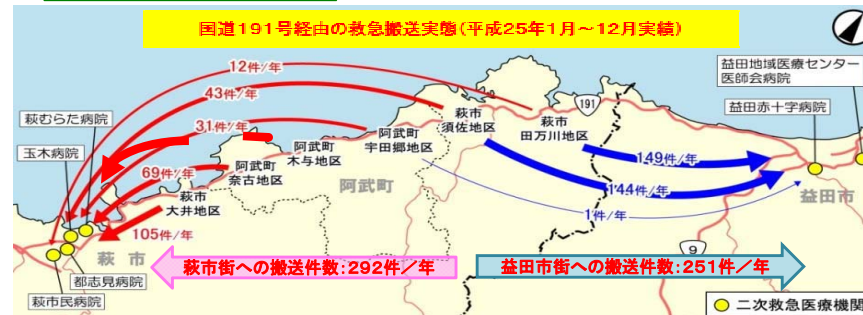 国道191号経由の救急搬送実態(平成25年1月～12月実績)
12件/年
43件/年
31件/年
69件/年
105件/年
149件/年
144件/年
1件/年
萩むらた病院
玉木病院
都志見病院
萩市民病院
萩市
大井地区
阿武町
奈古地区
阿武町
木与地区
阿武町
宇田郷地区
萩市
須佐地区
萩市
田万川地区
191
益田地域医療センター
医師会病院
益田赤十字病院
阿武町
益田市
萩 市
9
萩市街への搬送件数:292件/年
益田市街への搬送件数:251件/年
二次救急医療機関